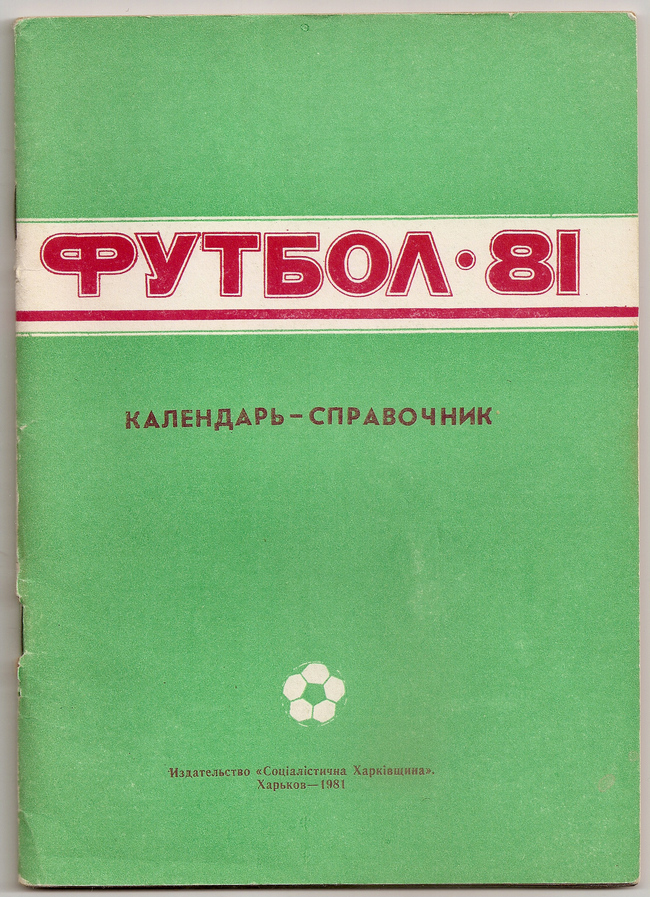 ФУТБОЛ·81
КАЛЕНДАРЬ–СПРАВОЧНИК
Издательство «Соціалістична Харківщина».
Харьков—1981